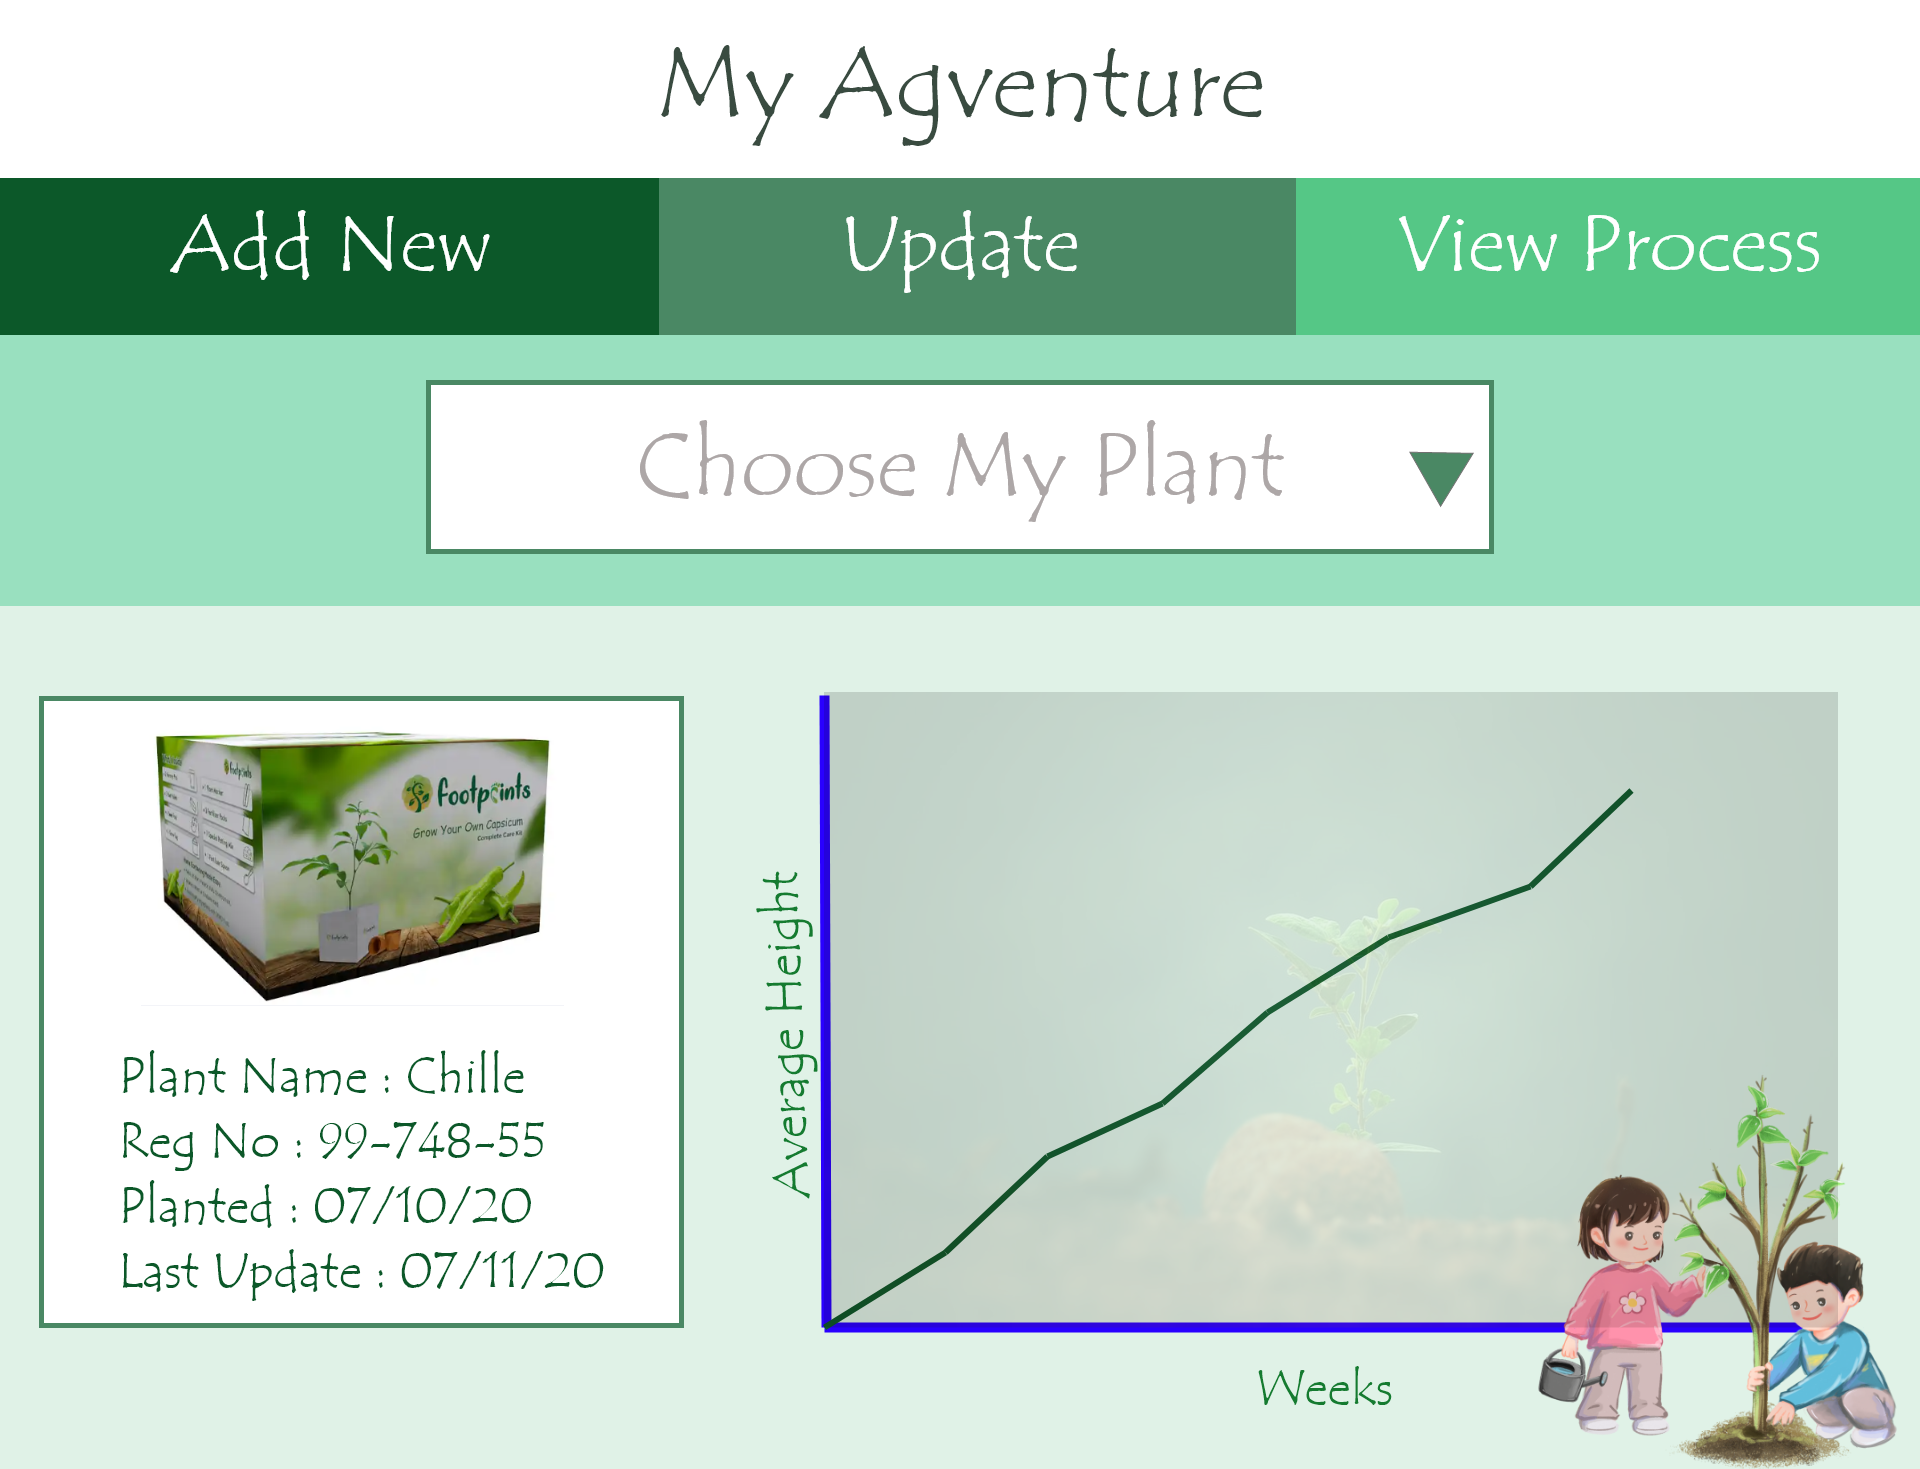 My Agventure
Add New
Update
View Process
Choose My Plant
footprints
Grow Your Own Capsicum
Complete Care Kit
footprints
Plant Name : Chille
Reg No : 99-748-55
Planted : 07/10/20
Last Update : 07/11/20
Average Height
Weeks